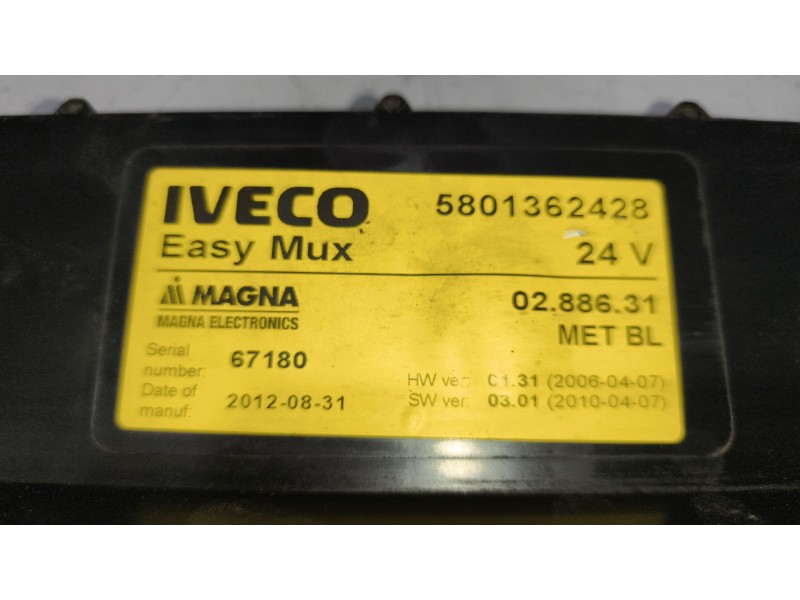 IVECO 5801362428
Easy Mux 24 V
MAGNA 02.886.31
MAGNA ELECTRONICS MET BL
Serial
number: 67180 HW ver: 01.31 (2006-04-07)
Date of
manuf: 2012-08-31 SW ver: 03.01 (2010-04-07)